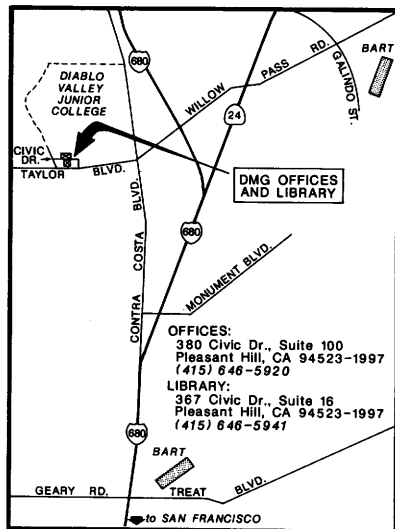 680
BART
DIABLO
VALLEY
JUNIOR
COLLEGE
WILLOW PASS RD.
GALINDO ST.
24
CIVIC
DR.
TAYLOR BLVD.
DMG OFFICES
AND LIBRARY
CONTRA COSTA BLVD.
680
MONUMENT BLVD.
OFFICES:
380 Civic Dr., Suite 100
Pleasant Hill, CA 94523-1997
(415) 646-5920
LIBRARY:
367 Civic Dr., Suite 16
Pleasant Hill, CA 94523-1997
(415) 646-5941
680
BART
GEARY RD. TREAT BLVD.
to SAN FRANCISCO